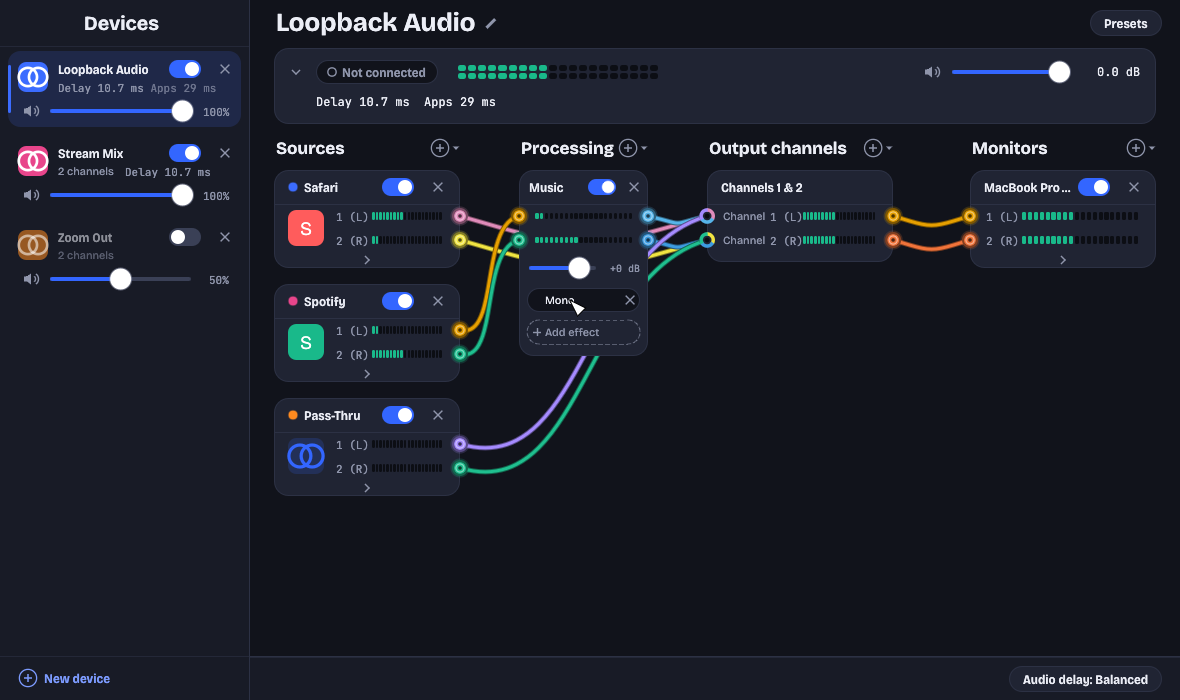 Devices
Loopback Audio
Delay 10.7 ms Apps 29 ms
100%
Stream Mix
2 channels Delay 10.7 ms
100%
Zoom Out
2 channels
50%
New device
Loopback Audio
Presets
Not connected
0.0 dB
Delay 10.7 ms Apps 29 ms
Sources
Processing
Output channels
Monitors
Safari
S
1 (L)
2 (R)
Spotify
S
1 (L)
2 (R)
Pass-Thru
1 (L)
2 (R)
Music
+0 dB
Mono
+ Add effect
Channels 1 & 2
Channel 1 (L)
Channel 2 (R)
MacBook Pro ...
1 (L)
2 (R)
Audio delay: Balanced